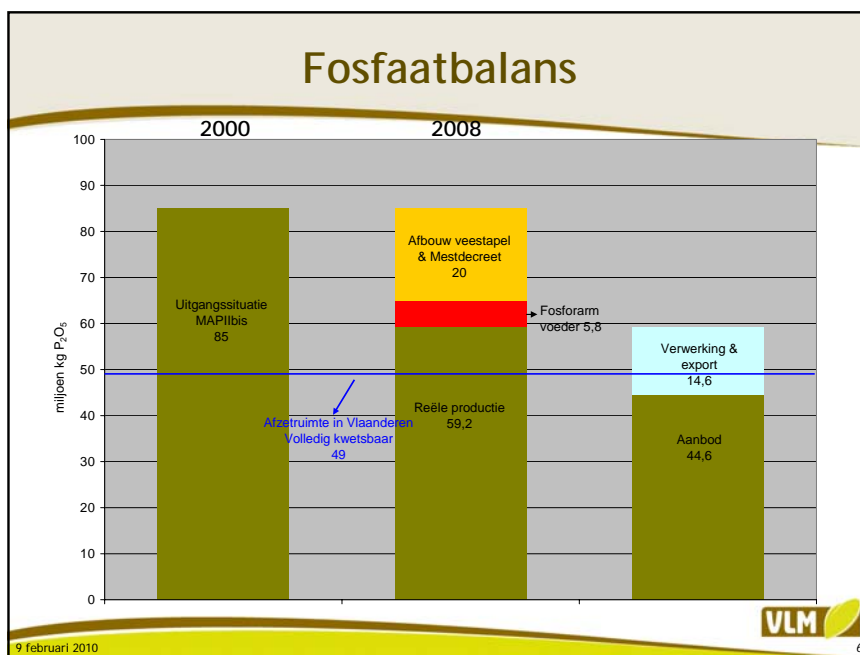 Fosfaatbalans
2000 2008
miljoen kg P₂O₅
100
90
80
70
60
50
40
30
20
10
0
Uitgangssituatie
MAPIIbis
85
Afbouw veestapel
& Mestdecreet
20
Fosforarm
voeder 5,8
Reële productie
59,2
Afzetruimte in Vlaanderen
Volledig kwetsbaar
49
Verwerking &
export
14,6
Aanbod
44,6
VLM
9 februari 2010
6